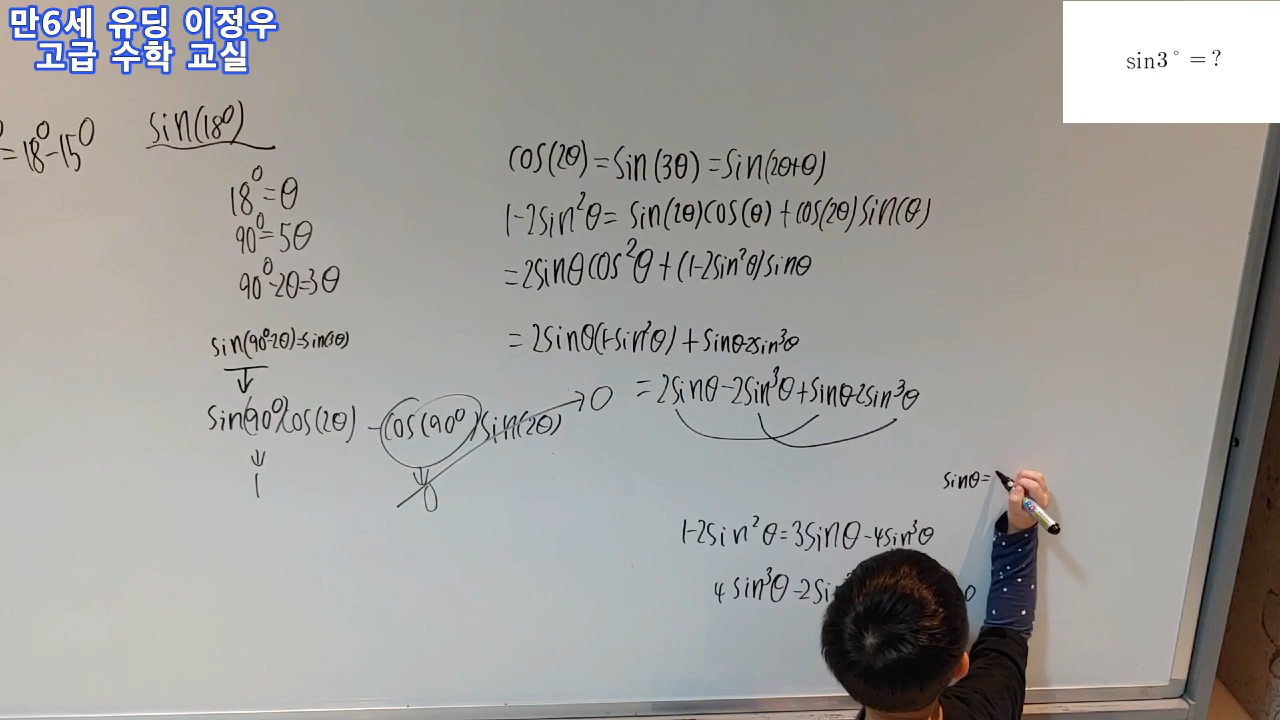 만6세 유딩 이정우
고급 수학 교실
sin3° = ?
= 18° - 15°
sin(18°)
18° = θ
90° = 5θ
90° - 2θ = 3θ
sin(90° - 2θ) = sin(3θ)
sin(90°)cos(2θ) - cos(90°)sin(2θ) → 0
↓ ↓
1 0
cos(2θ) = sin(3θ) = sin(2θ+θ)
1-2sin²θ = sin(2θ)cos(θ) + cos(2θ)sin(θ)
= 2sinθcos²θ + (1-2sin²θ)sinθ
= 2sinθ(1-sin²θ) + sinθ-2sin³θ
= 2sinθ - 2sin³θ + sinθ-2sin³θ
sinθ=
1-2sin²θ = 3sinθ - 4sin³θ
4sin³θ - 2si 0